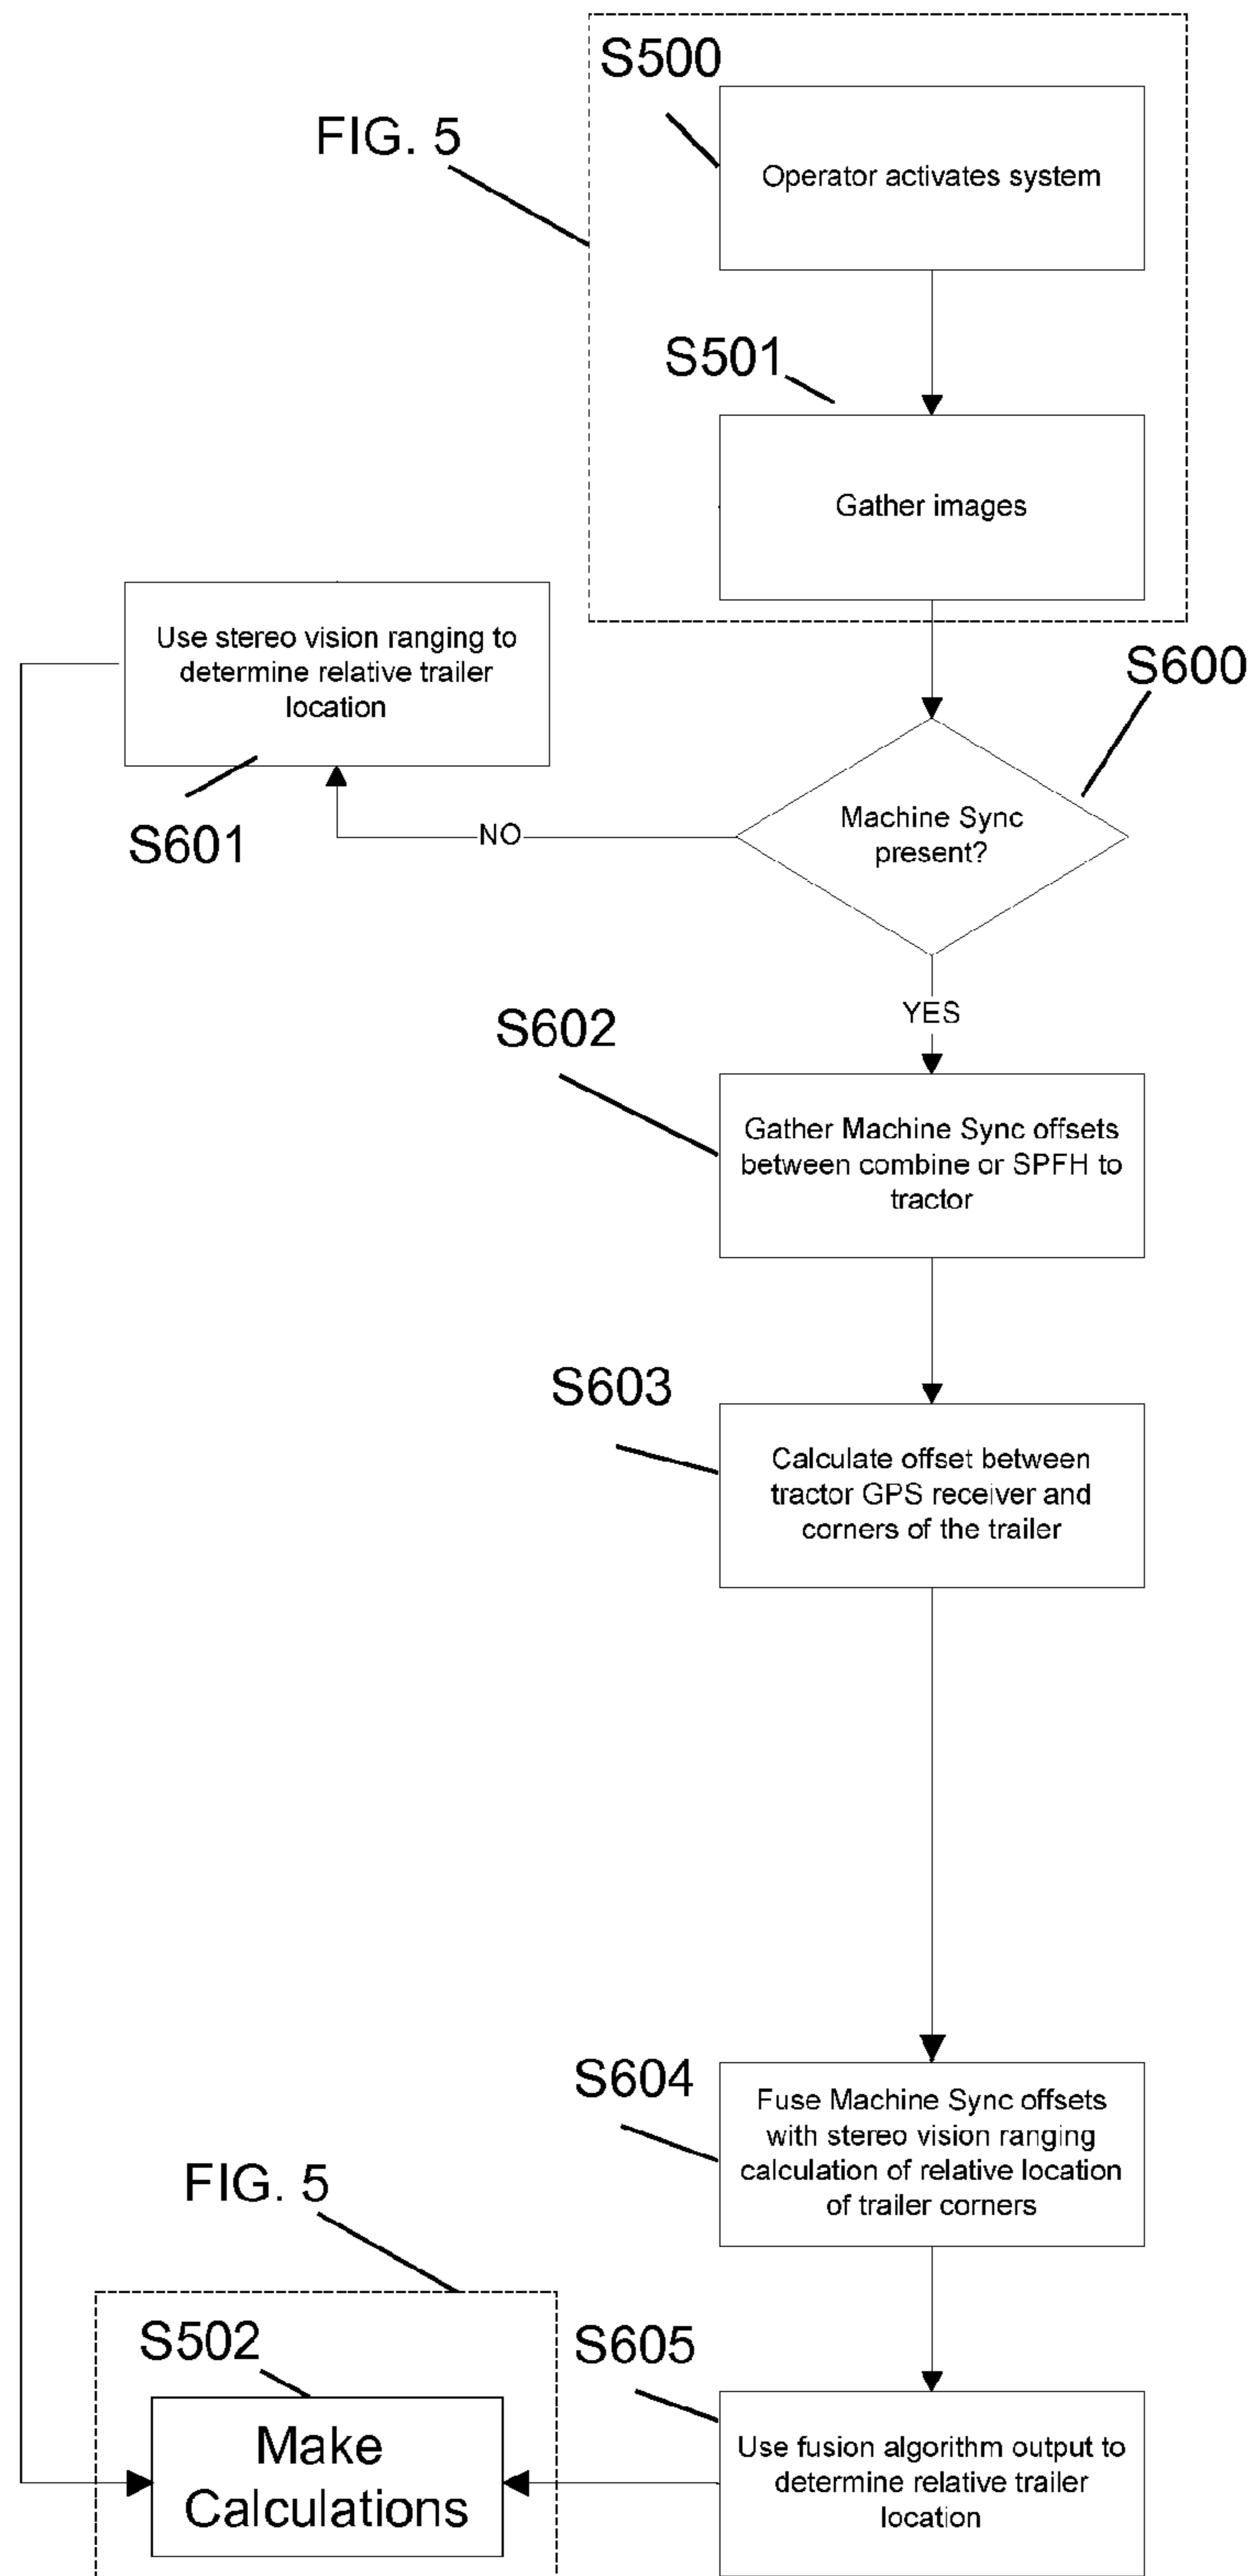 S500
FIG. 5
Operator activates system
S501
Gather images
Use stereo vision ranging to
determine relative trailer
location
S600
S601
NO
Machine Sync
present?
YES
S602
Gather Machine Sync offsets
between combine or SPFH to
tractor
S603
Calculate offset between
tractor GPS receiver and
corners of the trailer
S604
Fuse Machine Sync offsets
with stereo vision ranging
calculation of relative location
of trailer corners
FIG. 5
S502
Make
Calculations
S605
Use fusion algorithm output to
determine relative trailer
location